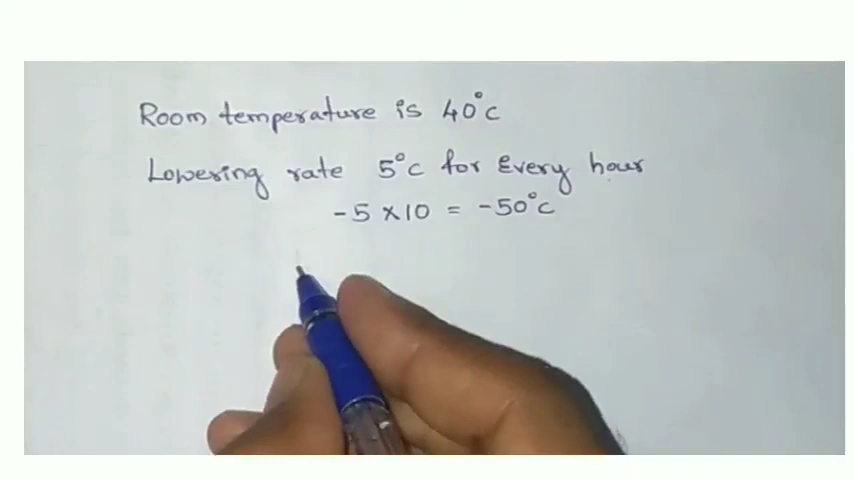 Room temperature is 40°c
Lowering rate 5°c for Every hour
-5 × 10 = -50°c